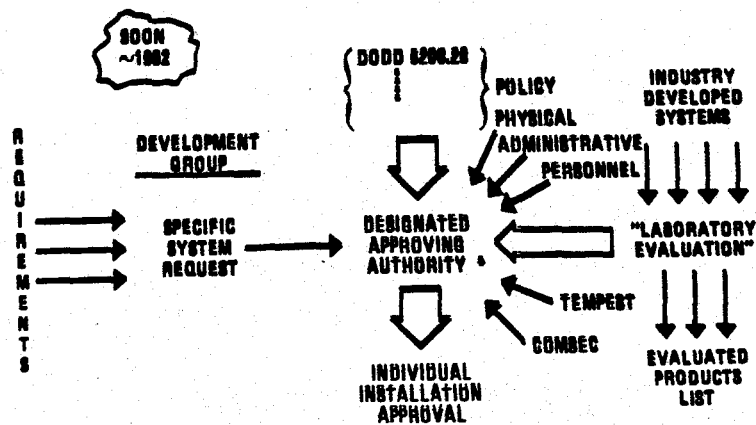 SOON
~1982
DODD 5200.28
POLICY
PHYSICAL
ADMINISTRATIVE
PERSONNEL
INDUSTRY
DEVELOPED
SYSTEMS
REQUIREMENTS
DEVELOPMENT
GROUP
SPECIFIC
SYSTEM
REQUEST
DESIGNATED
APPROVING
AUTHORITY
"LABORATORY
EVALUATION"
TEMPEST
COMSEC
INDIVIDUAL
INSTALLATION
APPROVAL
EVALUATED
PRODUCTS
LIST